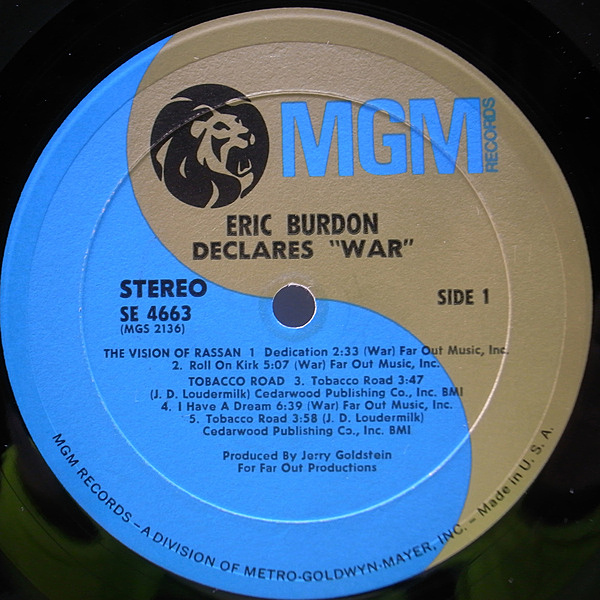 MGM
RECORDS
ERIC BURDON
DECLARES "WAR"
STEREO
SE 4663
(MGS 2136)
SIDE 1
THE VISION OF RASSAN 1 Dedication 2:33 (War) Far Out Music, Inc.
2. Roll On Kirk 5:07 (War) Far Out Music, Inc.
TOBACCO ROAD 3. Tobacco Road 3:47
(J. D. Loudermilk) Cedarwood Publishing Co., Inc. BMI
4. I Have A Dream 6:39 (War) Far Out Music, Inc.
5. Tobacco Road 3:58 (J. D. Loudermilk)
Cedarwood Publishing Co., Inc. BMI
Produced By Jerry Goldstein
For Far Out Productions
MGM RECORDS – A DIVISION OF METRO-GOLDWYN-MAYER, INC. – Made in U. S. A.